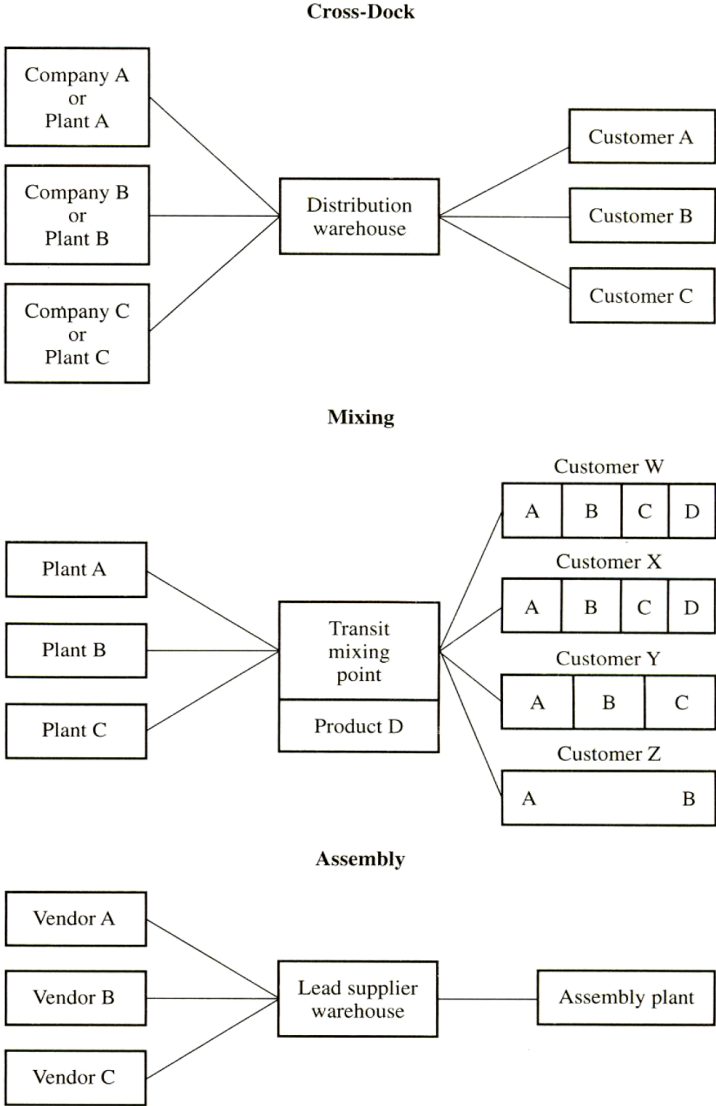 Cross-Dock
Company A
or
Plant A
Company B
or
Plant B
Company C
or
Plant C
Distribution
warehouse
Customer A
Customer B
Customer C
Mixing
Plant A
Plant B
Plant C
Transit
mixing
point
Product D
Customer W
A B C D
Customer X
A B C D
Customer Y
A B C
Customer Z
A B
Assembly
Vendor A
Vendor B
Vendor C
Lead supplier
warehouse
Assembly plant